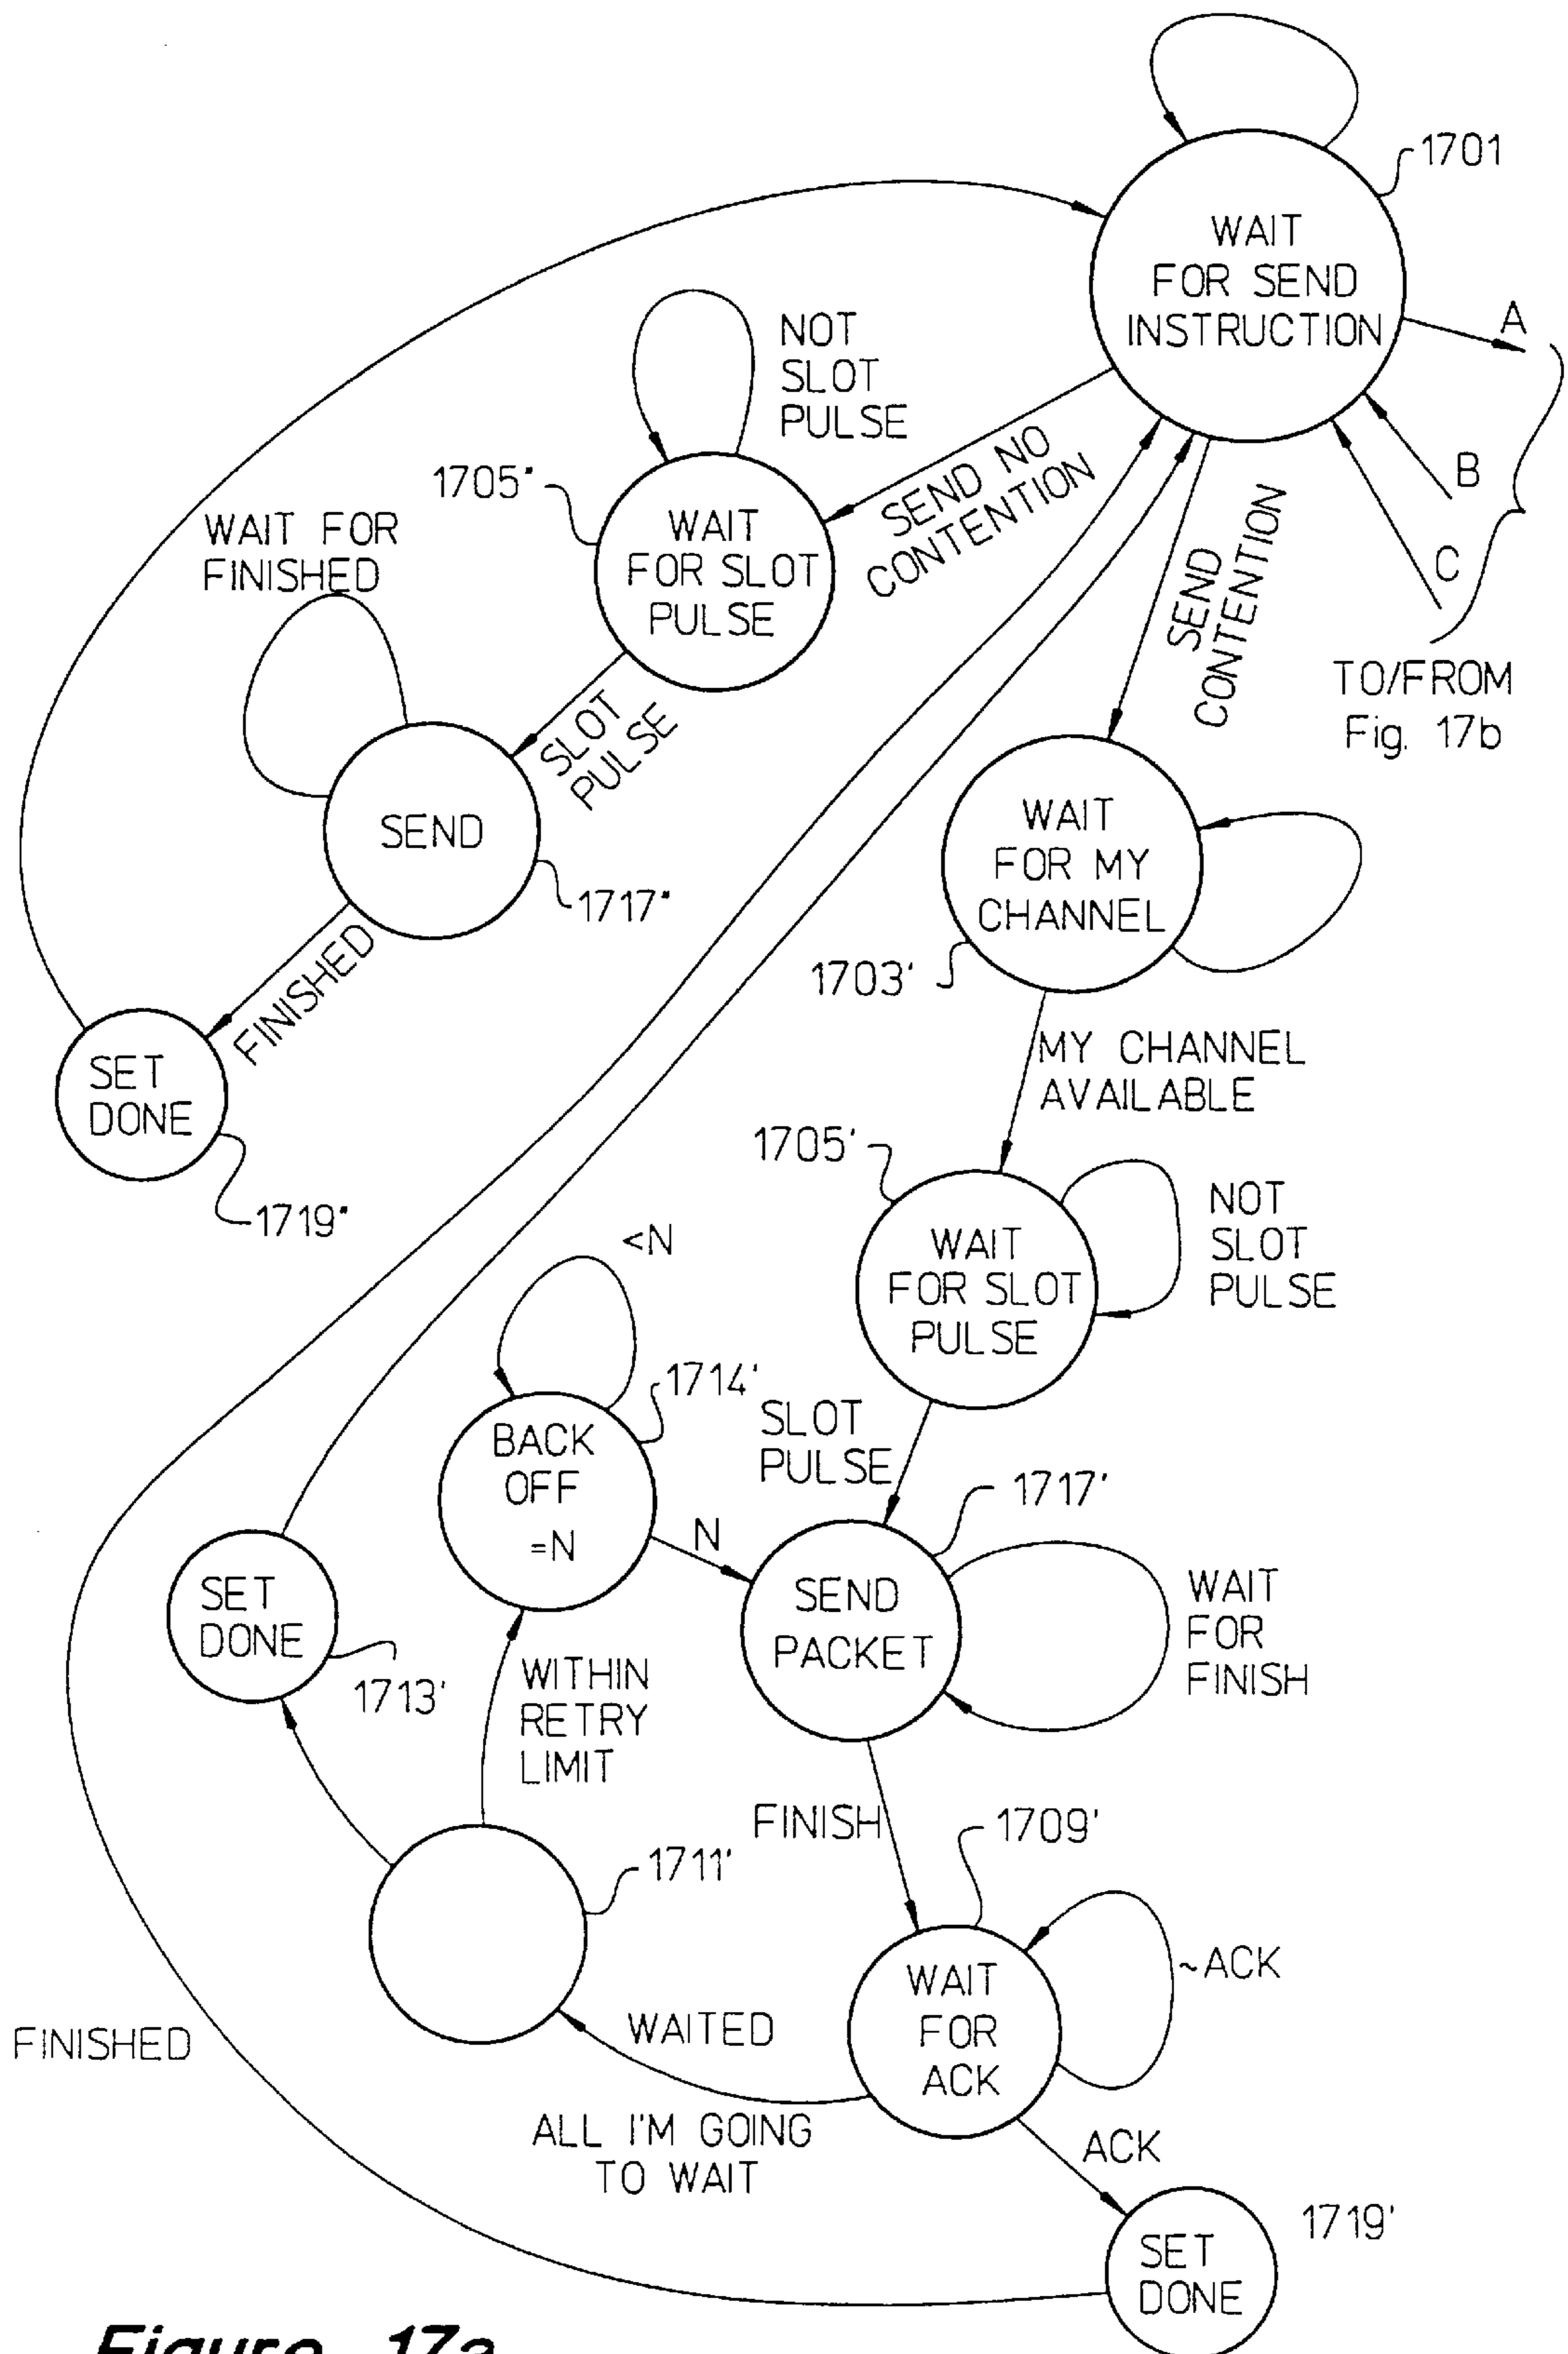 1701
WAIT
FOR SEND
INSTRUCTION
A
B
C
TO/FROM
Fig. 17b
NOT
SLOT
PULSE
1705"
WAIT
FOR SLOT
PULSE
SEND NO
CONTENTION
SEND
CONTENTION
WAIT FOR
FINISHED
SLOT
PULSE
SEND
1717"
FINISHED
SET
DONE
1719"
WAIT
FOR MY
CHANNEL
1703'
MY CHANNEL
AVAILABLE
1705'
WAIT
FOR SLOT
PULSE
NOT
SLOT
PULSE
<N
1714'
BACK
OFF
=N
N
SLOT
PULSE
1717'
SEND
PACKET
WAIT
FOR
FINISH
SET
DONE
1713'
WITHIN
RETRY
LIMIT
FINISH
1709'
1711'
WAIT
FOR
ACK
~ACK
WAITED
ALL I'M GOING
TO WAIT
FINISHED
ACK
1719'
SET
DONE
Figure 17a